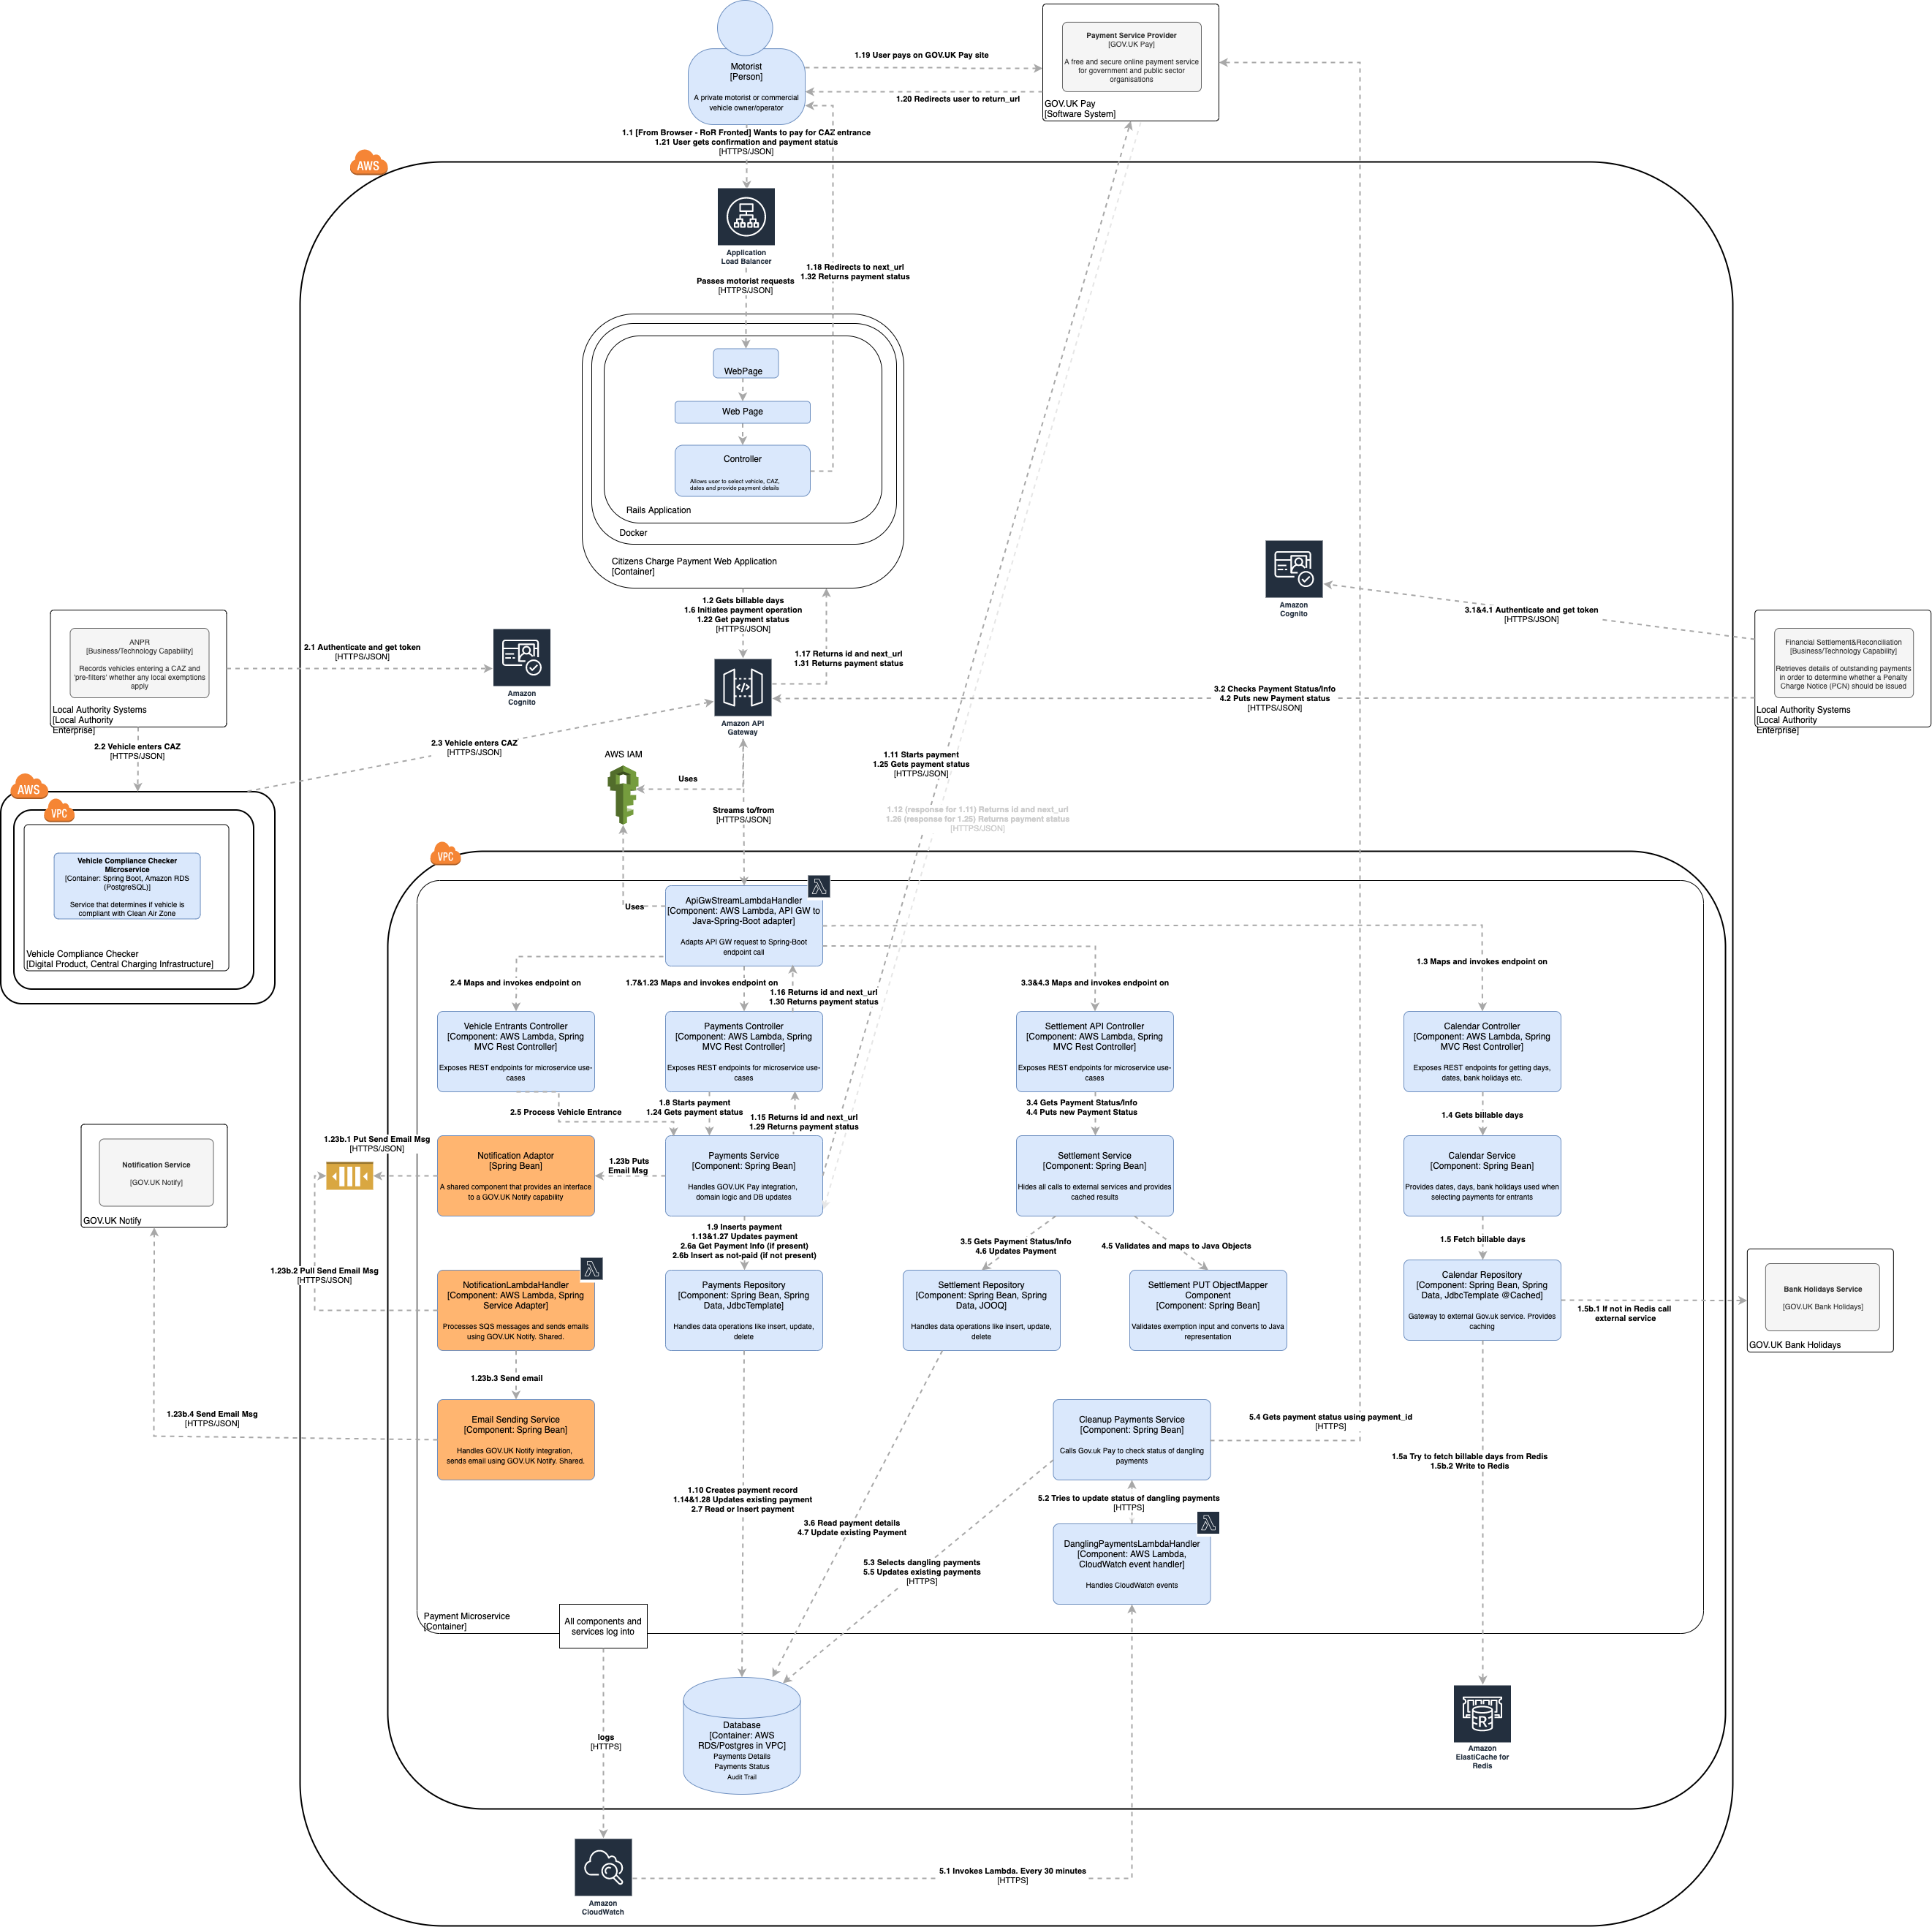 Motorist
[Person]
A private motorist or commercial
vehicle owner/operator
1.19 User pays on GOV.UK Pay site
1.20 Redirects user to return_url
Payment Service Provider
[GOV.UK Pay]
A free and secure online payment service
for government and public sector
organisations
GOV.UK Pay
[Software System]
1.1 [From Browser - RoR Fronted] Wants to pay for CAZ entrance
1.21 User gets confirmation and payment status
[HTTPS/JSON]
AWS
Application
Load Balancer
Passes motorist requests
[HTTPS/JSON]
1.18 Redirects to next_url
1.32 Returns payment status
WebPage
Web Page
Controller
Allows user to select vehicle, CAZ,
dates and provide payment details
Rails Application
Docker
Citizens Charge Payment Web Application
[Container]
1.2 Gets billable days
1.6 Initiates payment operation
1.22 Get payment status
[HTTPS/JSON]
1.17 Returns id and next_url
1.31 Returns payment status
Amazon API
Gateway
ANPR
[Business/Technology Capability]
Records vehicles entering a CAZ and
'pre-filters' whether any local exemptions
apply
Local Authority Systems
[Local Authority
Enterprise]
2.1 Authenticate and get token
[HTTPS/JSON]
Amazon
Cognito
2.2 Vehicle enters CAZ
[HTTPS/JSON]
2.3 Vehicle enters CAZ
[HTTPS/JSON]
Amazon
Cognito
3.1&4.1 Authenticate and get token
[HTTPS/JSON]
Financial Settlement&Reconciliation
[Business/Technology Capability]
Retrieves details of outstanding payments
in order to determine whether a Penalty
Charge Notice (PCN) should be issued
Local Authority Systems
[Local Authority
Enterprise]
3.2 Checks Payment Status/Info
4.2 Puts new Payment status
[HTTPS/JSON]
AWS
VPC
Vehicle Compliance Checker
Microservice
[Container: Spring Boot, Amazon RDS
(PostgreSQL)]
Service that determines if vehicle is
compliant with Clean Air Zone
Vehicle Compliance Checker
[Digital Product, Central Charging Infrastructure]
AWS IAM
Uses
Streams to/from
[HTTPS/JSON]
1.11 Starts payment
1.25 Gets payment status
[HTTPS/JSON]
1.12 (response for 1.11) Returns id and next_url
1.26 (response for 1.25) Returns payment status
[HTTPS/JSON]
VPC
Uses
ApiGwStreamLambdaHandler
[Component: AWS Lambda, API GW to
Java-Spring-Boot adapter]
Adapts API GW request to Spring-Boot
endpoint call
2.4 Maps and invokes endpoint on
1.7&1.23 Maps and invokes endpoint on
1.16 Returns id and next_url
1.30 Returns payment status
3.3&4.3 Maps and invokes endpoint on
1.3 Maps and invokes endpoint on
Vehicle Entrants Controller
[Component: AWS Lambda, Spring
MVC Rest Controller]
Exposes REST endpoints for microservice use-
cases
Payments Controller
[Component: AWS Lambda, Spring
MVC Rest Controller]
Exposes REST endpoints for microservice use-
cases
Settlement API Controller
[Component: AWS Lambda, Spring
MVC Rest Controller]
Exposes REST endpoints for microservice use-
cases
Calendar Controller
[Component: AWS Lambda, Spring
MVC Rest Controller]
Exposes REST endpoints for getting days,
dates, bank holidays etc.
2.5 Process Vehicle Entrance
1.8 Starts payment
1.24 Gets payment status
1.15 Returns id and next_url
1.29 Returns payment status
3.4 Gets Payment Status/Info
4.4 Puts new Payment Status
1.4 Gets billable days
Notification Service
[GOV.UK Notify]
GOV.UK Notify
1.23b.1 Put Send Email Msg
[HTTPS/JSON]
Notification Adaptor
[Spring Bean]
A shared component that provides an interface
to a GOV.UK Notify capability
1.23b Puts
Email Msg
Payments Service
[Component: Spring Bean]
Handles GOV.UK Pay integration,
domain logic and DB updates
Settlement Service
[Component: Spring Bean]
Hides all calls to external services and provides
cached results
Calendar Service
[Component: Spring Bean]
Provides dates, days, bank holidays used when
selecting payments for entrants
1.9 Inserts payment
1.13&1.27 Updates payment
2.6a Get Payment Info (if present)
2.6b Insert as not-paid (if not present)
3.5 Gets Payment Status/Info
4.6 Updates Payment
4.5 Validates and maps to Java Objects
1.5 Fetch billable days
1.23b.2 Pull Send Email Msg
[HTTPS/JSON]
NotificationLambdaHandler
[Component: AWS Lambda, Spring
Service Adapter]
Processes SQS messages and sends emails
using GOV.UK Notify. Shared.
Payments Repository
[Component: Spring Bean, Spring
Data, JdbcTemplate]
Handles data operations like insert, update,
delete
Settlement Repository
[Component: Spring Bean, Spring
Data, JOOQ]
Handles data operations like insert, update,
delete
Settlement PUT ObjectMapper
Component
[Component: Spring Bean]
Validates exemption input and converts to Java
representation
Calendar Repository
[Component: Spring Bean, Spring
Data, JdbcTemplate @Cached]
Gateway to external Gov.uk service. Provides
caching
1.5b.1 If not in Redis call
external service
Bank Holidays Service
[GOV.UK Bank Holidays]
GOV.UK Bank Holidays
1.23b.3 Send email
1.23b.4 Send Email Msg
[HTTPS/JSON]
Email Sending Service
[Component: Spring Bean]
Handles GOV.UK Notify integration,
sends email using GOV.UK Notify. Shared.
Cleanup Payments Service
[Component: Spring Bean]
Calls Gov.uk Pay to check status of dangling
payments
5.4 Gets payment status using payment_id
[HTTPS]
1.5a Try to fetch billable days from Redis
1.5b.2 Write to Redis
1.10 Creates payment record
1.14&1.28 Updates existing payment
2.7 Read or Insert payment
5.2 Tries to update status of dangling payments
[HTTPS]
3.6 Read payment details
4.7 Update existing Payment
DanglingPaymentsLambdaHandler
[Component: AWS Lambda,
CloudWatch event handler]
Handles CloudWatch events
5.3 Selects dangling payments
5.5 Updates existing payments
[HTTPS]
Payment Microservice
[Container]
All components and
services log into
logs
[HTTPS]
Database
[Container: AWS
RDS/Postgres in VPC]
Payments Details
Payments Status
Audit Trail
Amazon
ElastiCache for
Redis
Amazon
CloudWatch
5.1 Invokes Lambda. Every 30 minutes
[HTTPS]